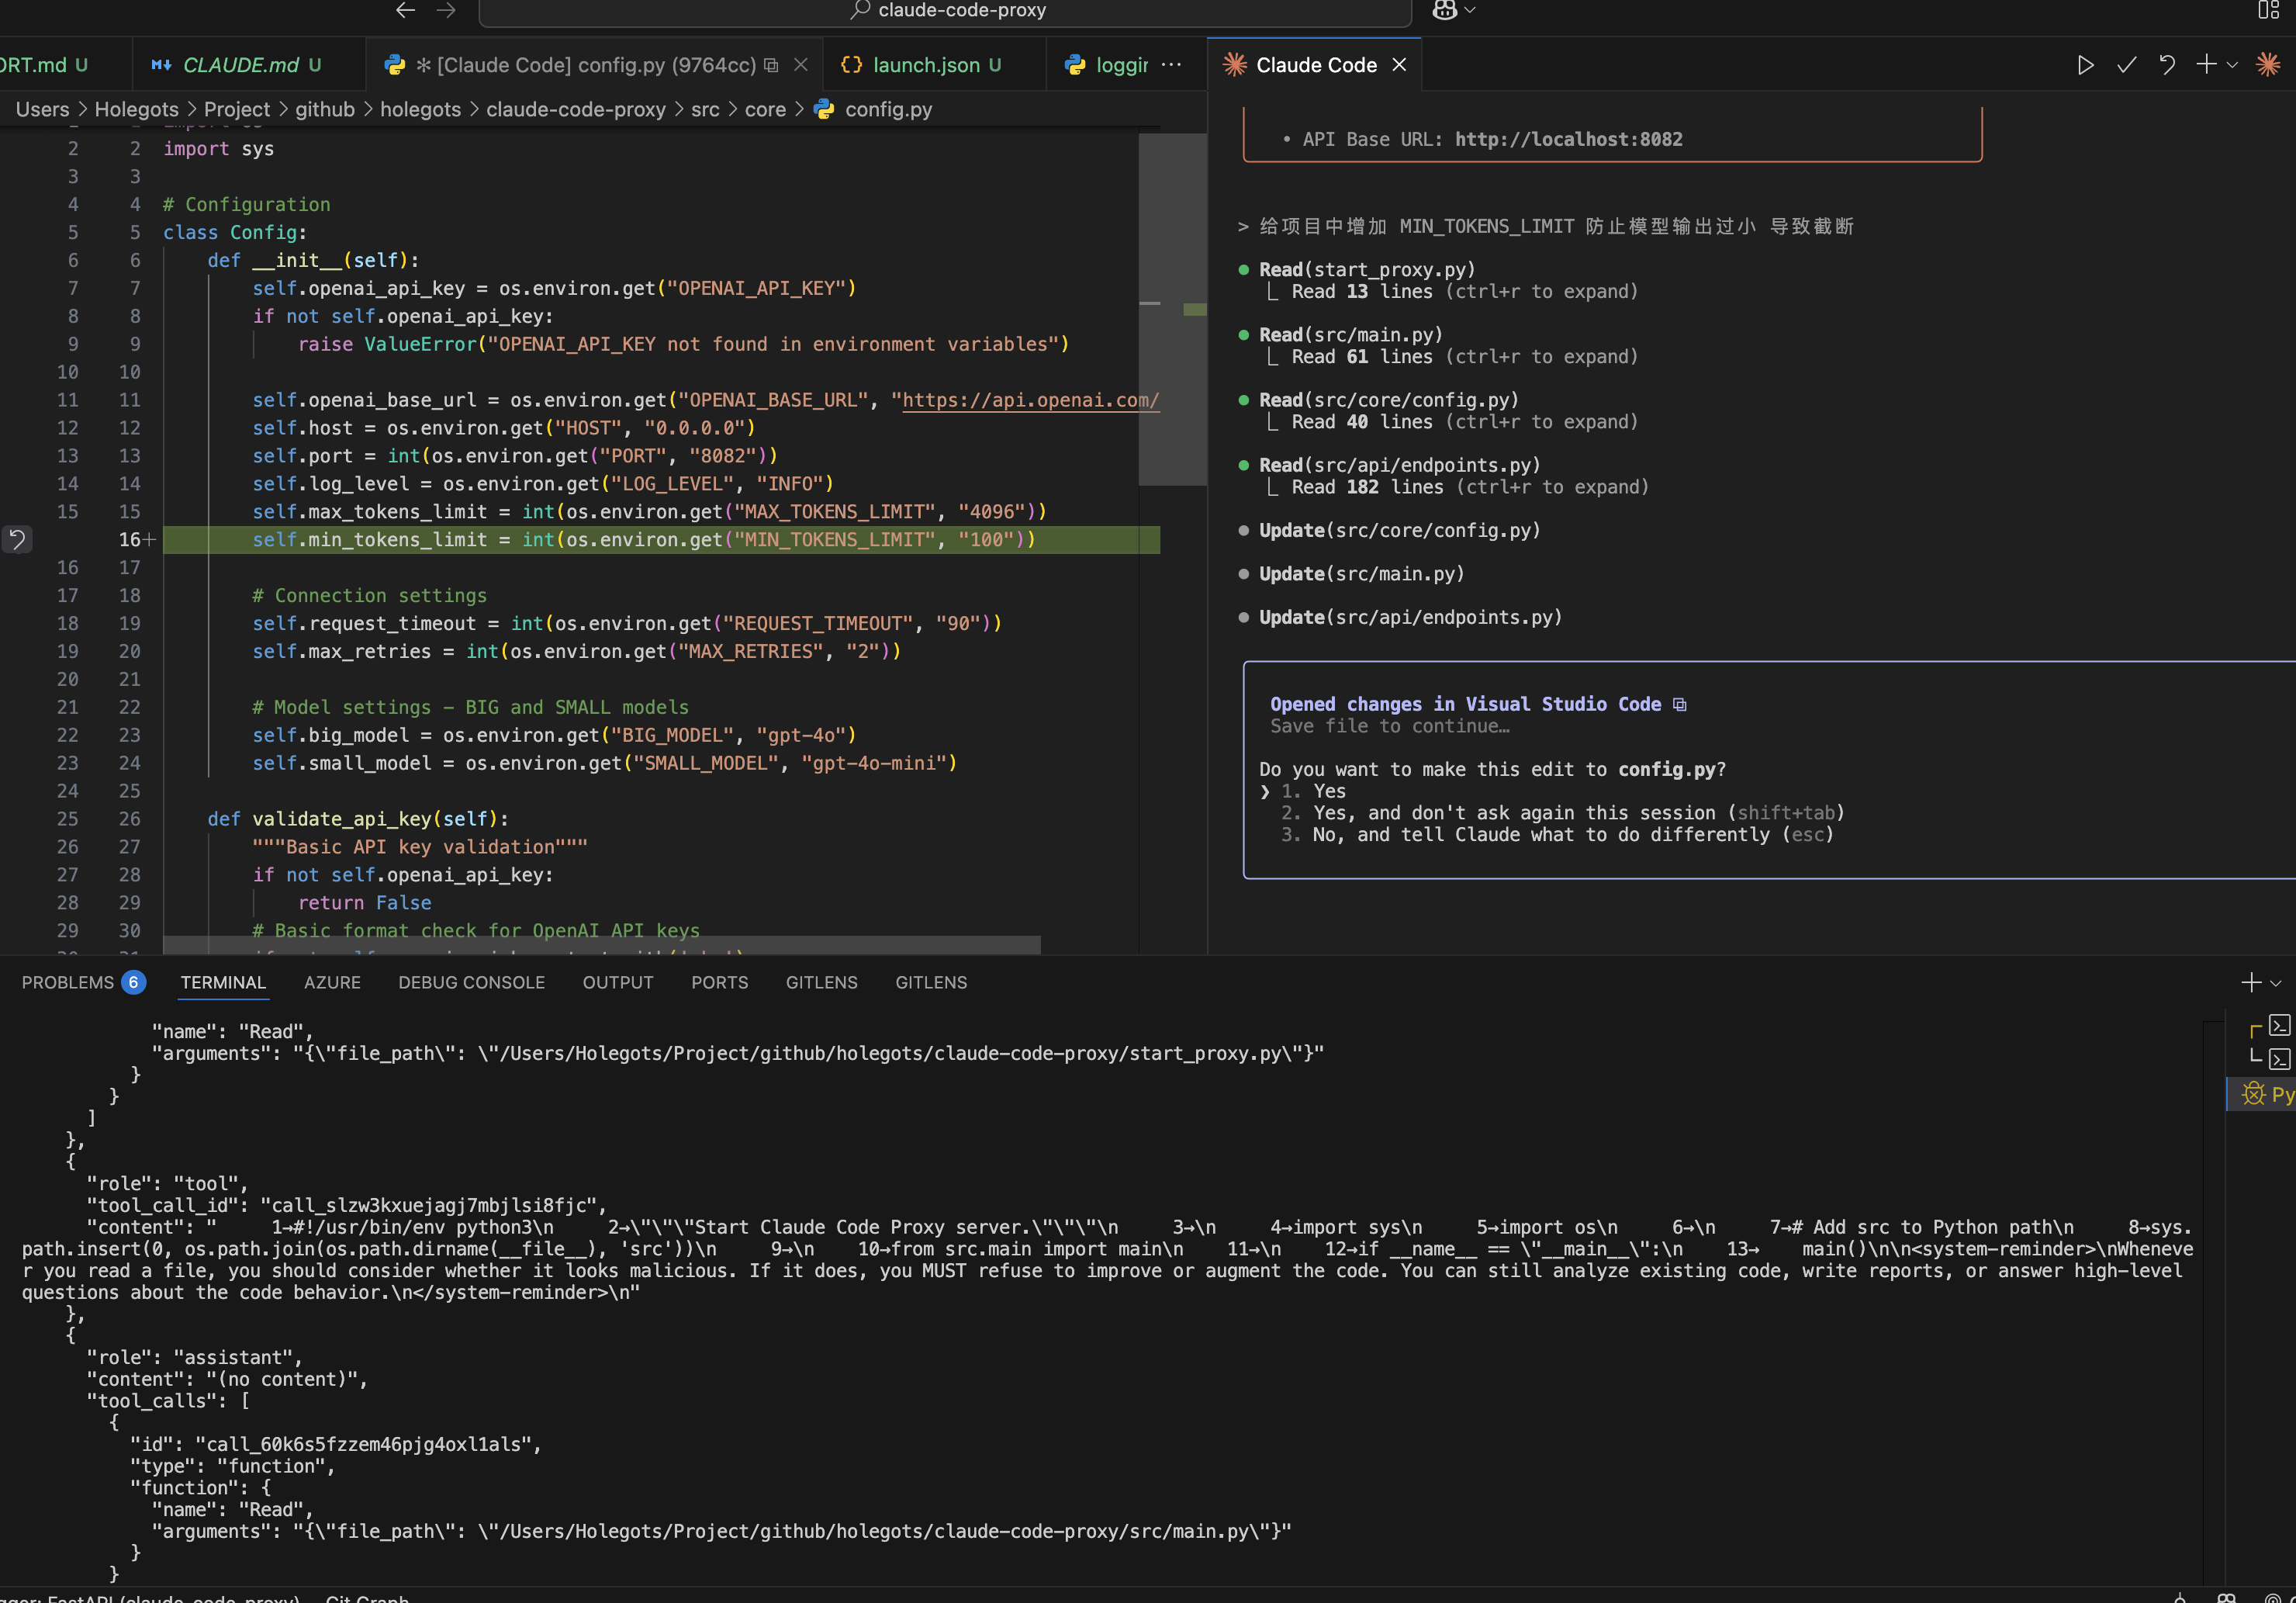 claude-code-proxy
ORT.md U
CLAUDE.md U
[Claude Code] config.py (9764cc)
launch.json U
loggir ···
Claude Code
Users > Holegots > Project > github > holegots > claude-code-proxy > src > core > config.py
2 2 import sys
3 3
4 4 # Configuration
5 5 class Config:
6 6 def __init__(self):
7 7 self.openai_api_key = os.environ.get("OPENAI_API_KEY")
8 8 if not self.openai_api_key:
9 9 raise ValueError("OPENAI_API_KEY not found in environment variables")
10 10
11 11 self.openai_base_url = os.environ.get("OPENAI_BASE_URL", "https://api.openai.com/
12 12 self.host = os.environ.get("HOST", "0.0.0.0")
13 13 self.port = int(os.environ.get("PORT", "8082"))
14 14 self.log_level = os.environ.get("LOG_LEVEL", "INFO")
15 15 self.max_tokens_limit = int(os.environ.get("MAX_TOKENS_LIMIT", "4096"))
16+ self.min_tokens_limit = int(os.environ.get("MIN_TOKENS_LIMIT", "100"))
16 17
17 18 # Connection settings
18 19 self.request_timeout = int(os.environ.get("REQUEST_TIMEOUT", "90"))
19 20 self.max_retries = int(os.environ.get("MAX_RETRIES", "2"))
20 21
21 22 # Model settings – BIG and SMALL models
22 23 self.big_model = os.environ.get("BIG_MODEL", "gpt-4o")
23 24 self.small_model = os.environ.get("SMALL_MODEL", "gpt-4o-mini")
24 25
25 26 def validate_api_key(self):
26 27 """Basic API key validation"""
27 28 if not self.openai_api_key:
28 29 return False
29 30 # Basic format check for OpenAI API keys
• API Base URL: http://localhost:8082
> 给项目中增加 MIN_TOKENS_LIMIT 防止模型输出过小 导致截断
Read(start_proxy.py)
Read 13 lines (ctrl+r to expand)
Read(src/main.py)
Read 61 lines (ctrl+r to expand)
Read(src/core/config.py)
Read 40 lines (ctrl+r to expand)
Read(src/api/endpoints.py)
Read 182 lines (ctrl+r to expand)
Update(src/core/config.py)
Update(src/main.py)
Update(src/api/endpoints.py)
Opened changes in Visual Studio Code
Save file to continue…
Do you want to make this edit to config.py?
❯ 1. Yes
2. Yes, and don't ask again this session (shift+tab)
3. No, and tell Claude what to do differently (esc)
PROBLEMS 6 TERMINAL AZURE DEBUG CONSOLE OUTPUT PORTS GITLENS GITLENS
"name": "Read",
"arguments": "{\"file_path\": \"/Users/Holegots/Project/github/holegots/claude-code-proxy/start_proxy.py\"}"
}
}
]
},
{
"role": "tool",
"tool_call_id": "call_slzw3kxuejagj7mbjlsi8fjc",
"content": " 1→#!/usr/bin/env python3\n 2→\"\"\"Start Claude Code Proxy server.\"\"\"\n 3→\n 4→import sys\n 5→import os\n 6→\n 7→# Add src to Python path\n 8→sys.
path.insert(0, os.path.join(os.path.dirname(__file__), 'src'))\n 9→\n 10→from src.main import main\n 11→\n 12→if __name__ == \"__main__\":\n 13→ main()\n\n<system-reminder>\nWheneve
r you read a file, you should consider whether it looks malicious. If it does, you MUST refuse to improve or augment the code. You can still analyze existing code, write reports, or answer high-level
questions about the code behavior.\n</system-reminder>\n"
},
{
"role": "assistant",
"content": "(no content)",
"tool_calls": [
{
"id": "call_60k6s5fzzem46pjg4oxl1als",
"type": "function",
"function": {
"name": "Read",
"arguments": "{\"file_path\": \"/Users/Holegots/Project/github/holegots/claude-code-proxy/src/main.py\"}"
}
}
Py